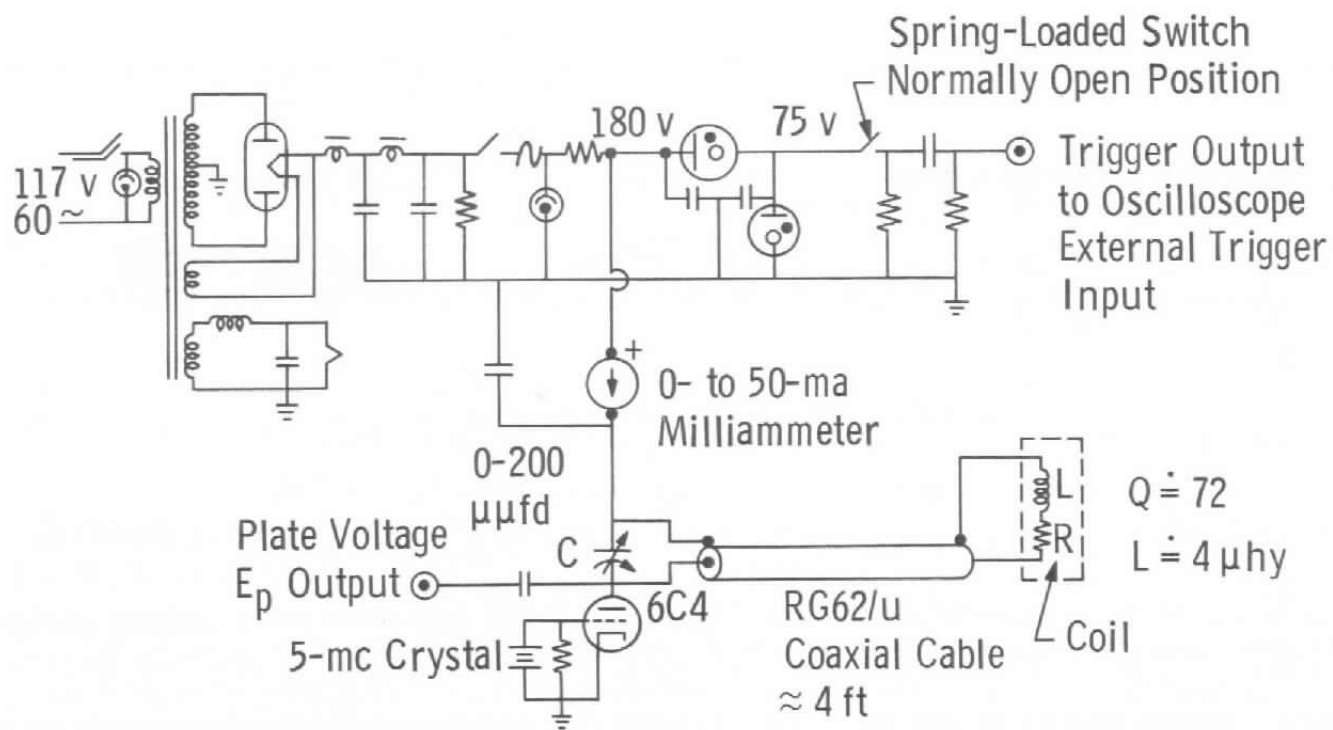 Spring-Loaded Switch
Normally Open Position
180 v
75 v
117 v
60 ~
Trigger Output
to Oscilloscope
External Trigger
Input
+
0- to 50-ma
Milliammeter
0-200
μμfd
Plate Voltage
Ep Output
C
6C4
5-mc Crystal
RG62/u
Coaxial Cable
≈ 4 ft
L
R
Coil
Q ≐ 72
L ≐ 4 μhy